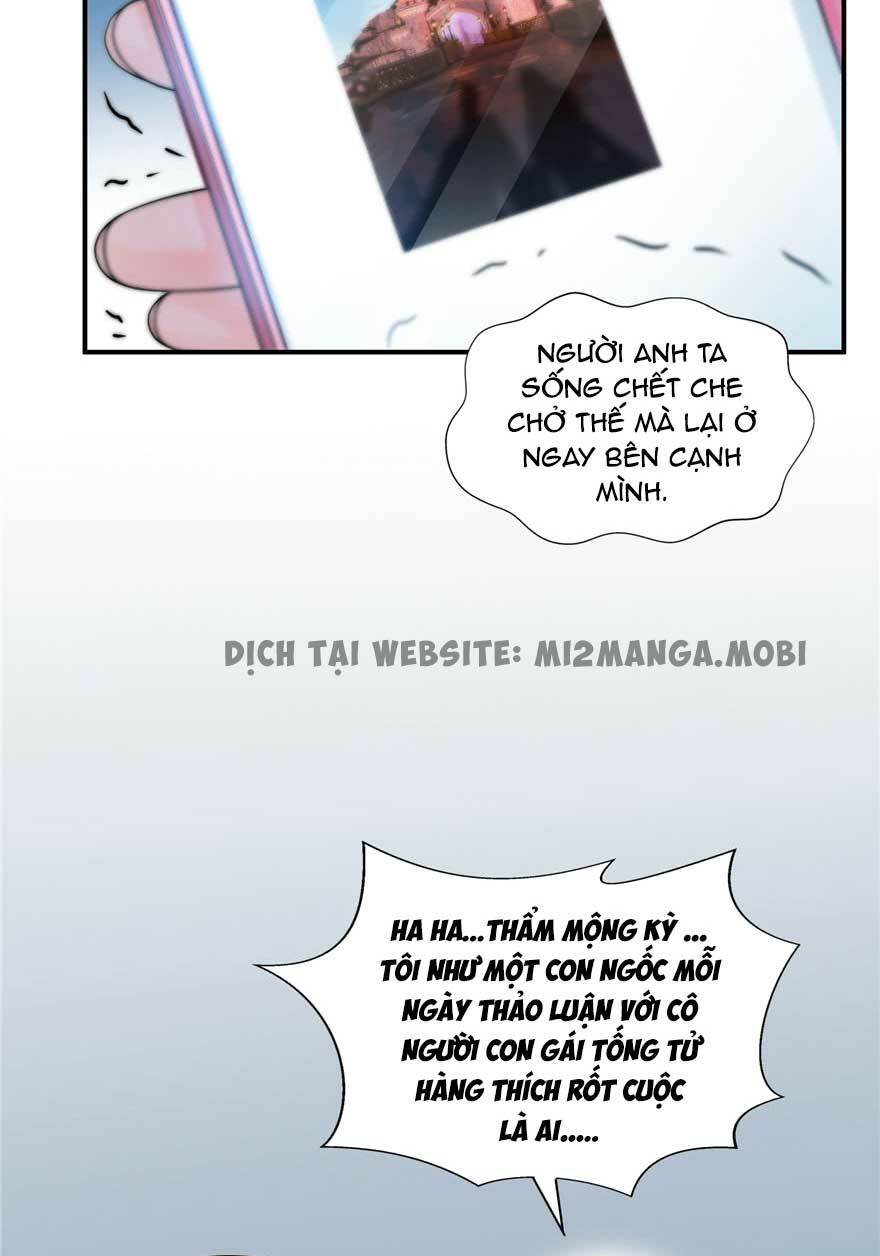 NGƯỜI ANH TA
SỐNG CHẾT CHE
CHỞ THẾ MÀ LẠI Ở
NGAY BÊN CẠNH
MÌNH.
DỊCH TẠI WEBSITE: MI2MANGA.MOBI
HA HA...THẨM MỘNG KỲ ...
TÔI NHƯ MỘT CON NGỐC MỖI
NGÀY THẢO LUẬN VỚI CÔ
NGƯỜI CON GÁI TỐNG TỬ
HÀNG THÍCH RỐT CUỘC
LÀ AI.....